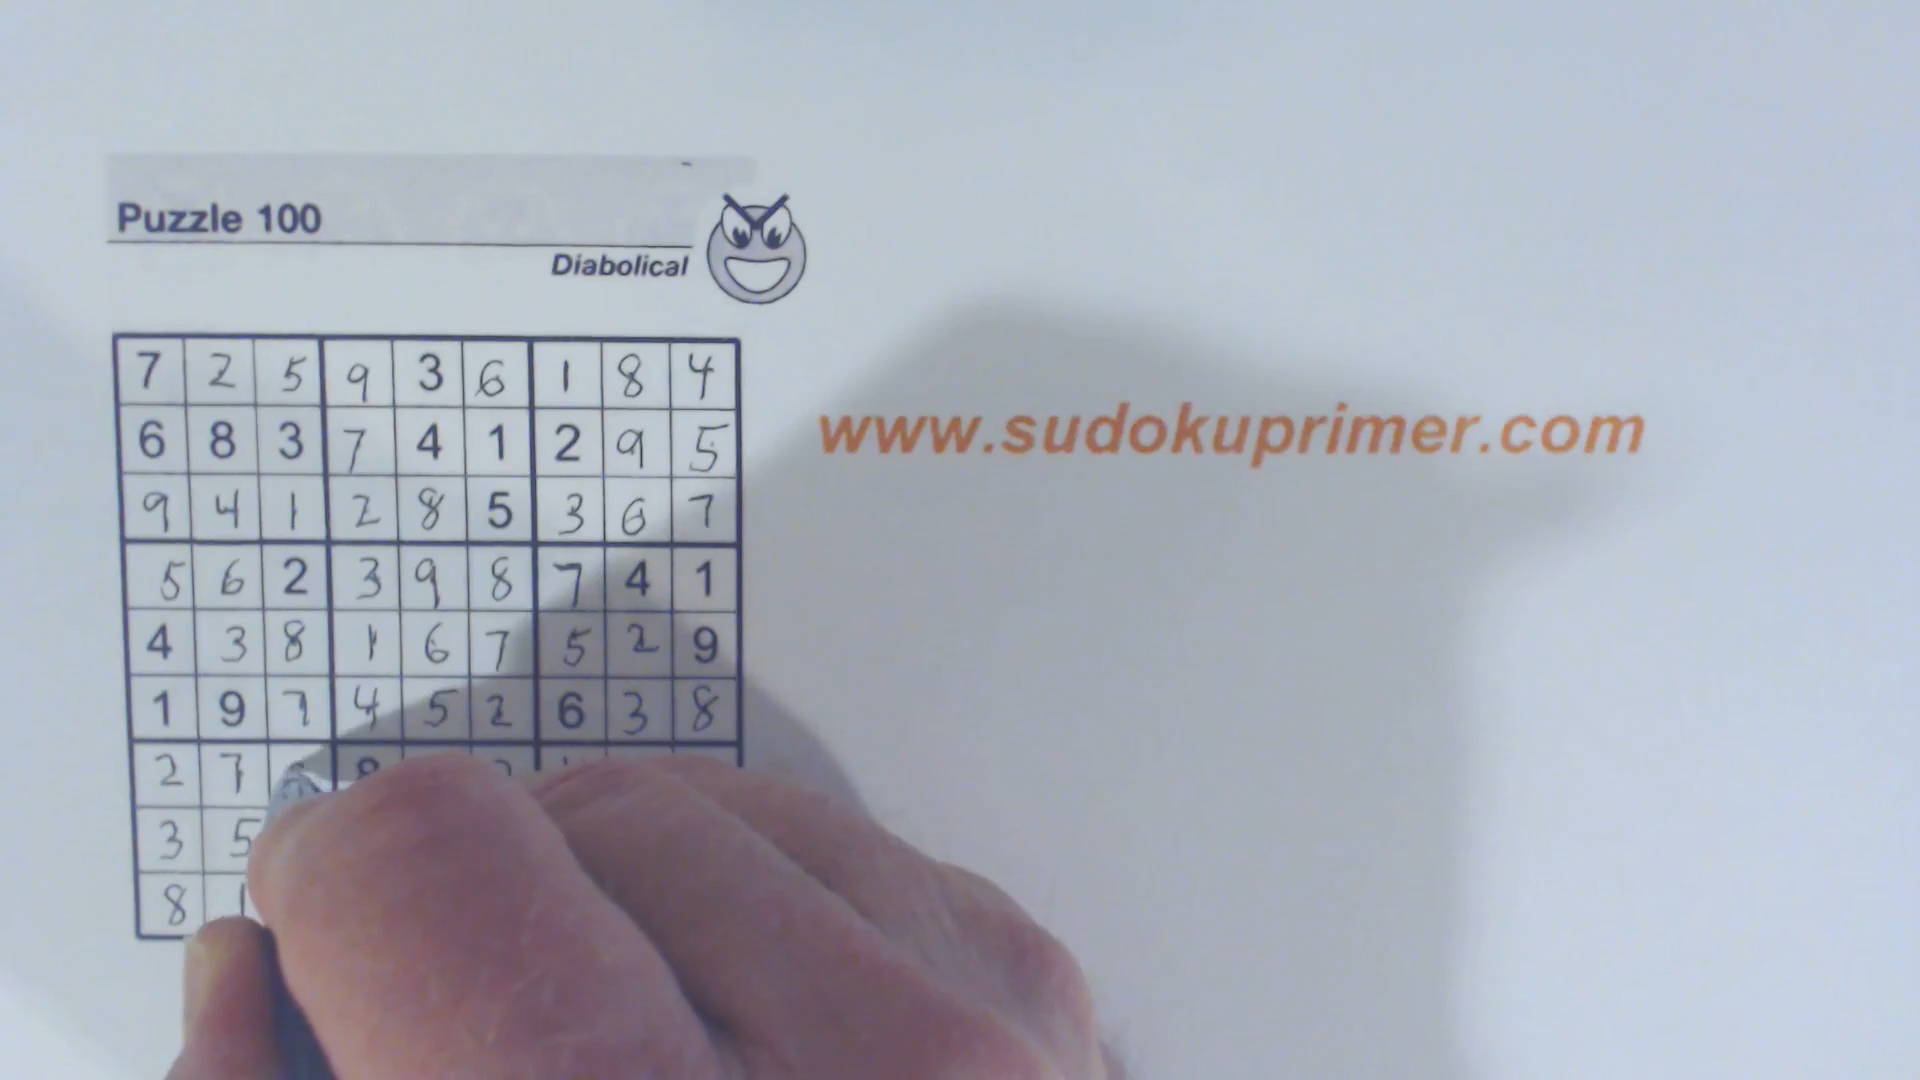 Puzzle 100
Diabolical
www.sudokuprimer.com
7 2 5 9 3 6 1 8 4
6 8 3 7 4 1 2 9 5
9 4 1 2 8 5 3 6 7
5 6 2 3 9 8 7 4 1
4 3 8 1 6 7 5 2 9
1 9 7 4 5 2 6 3 8
2 7
3 5
8 1